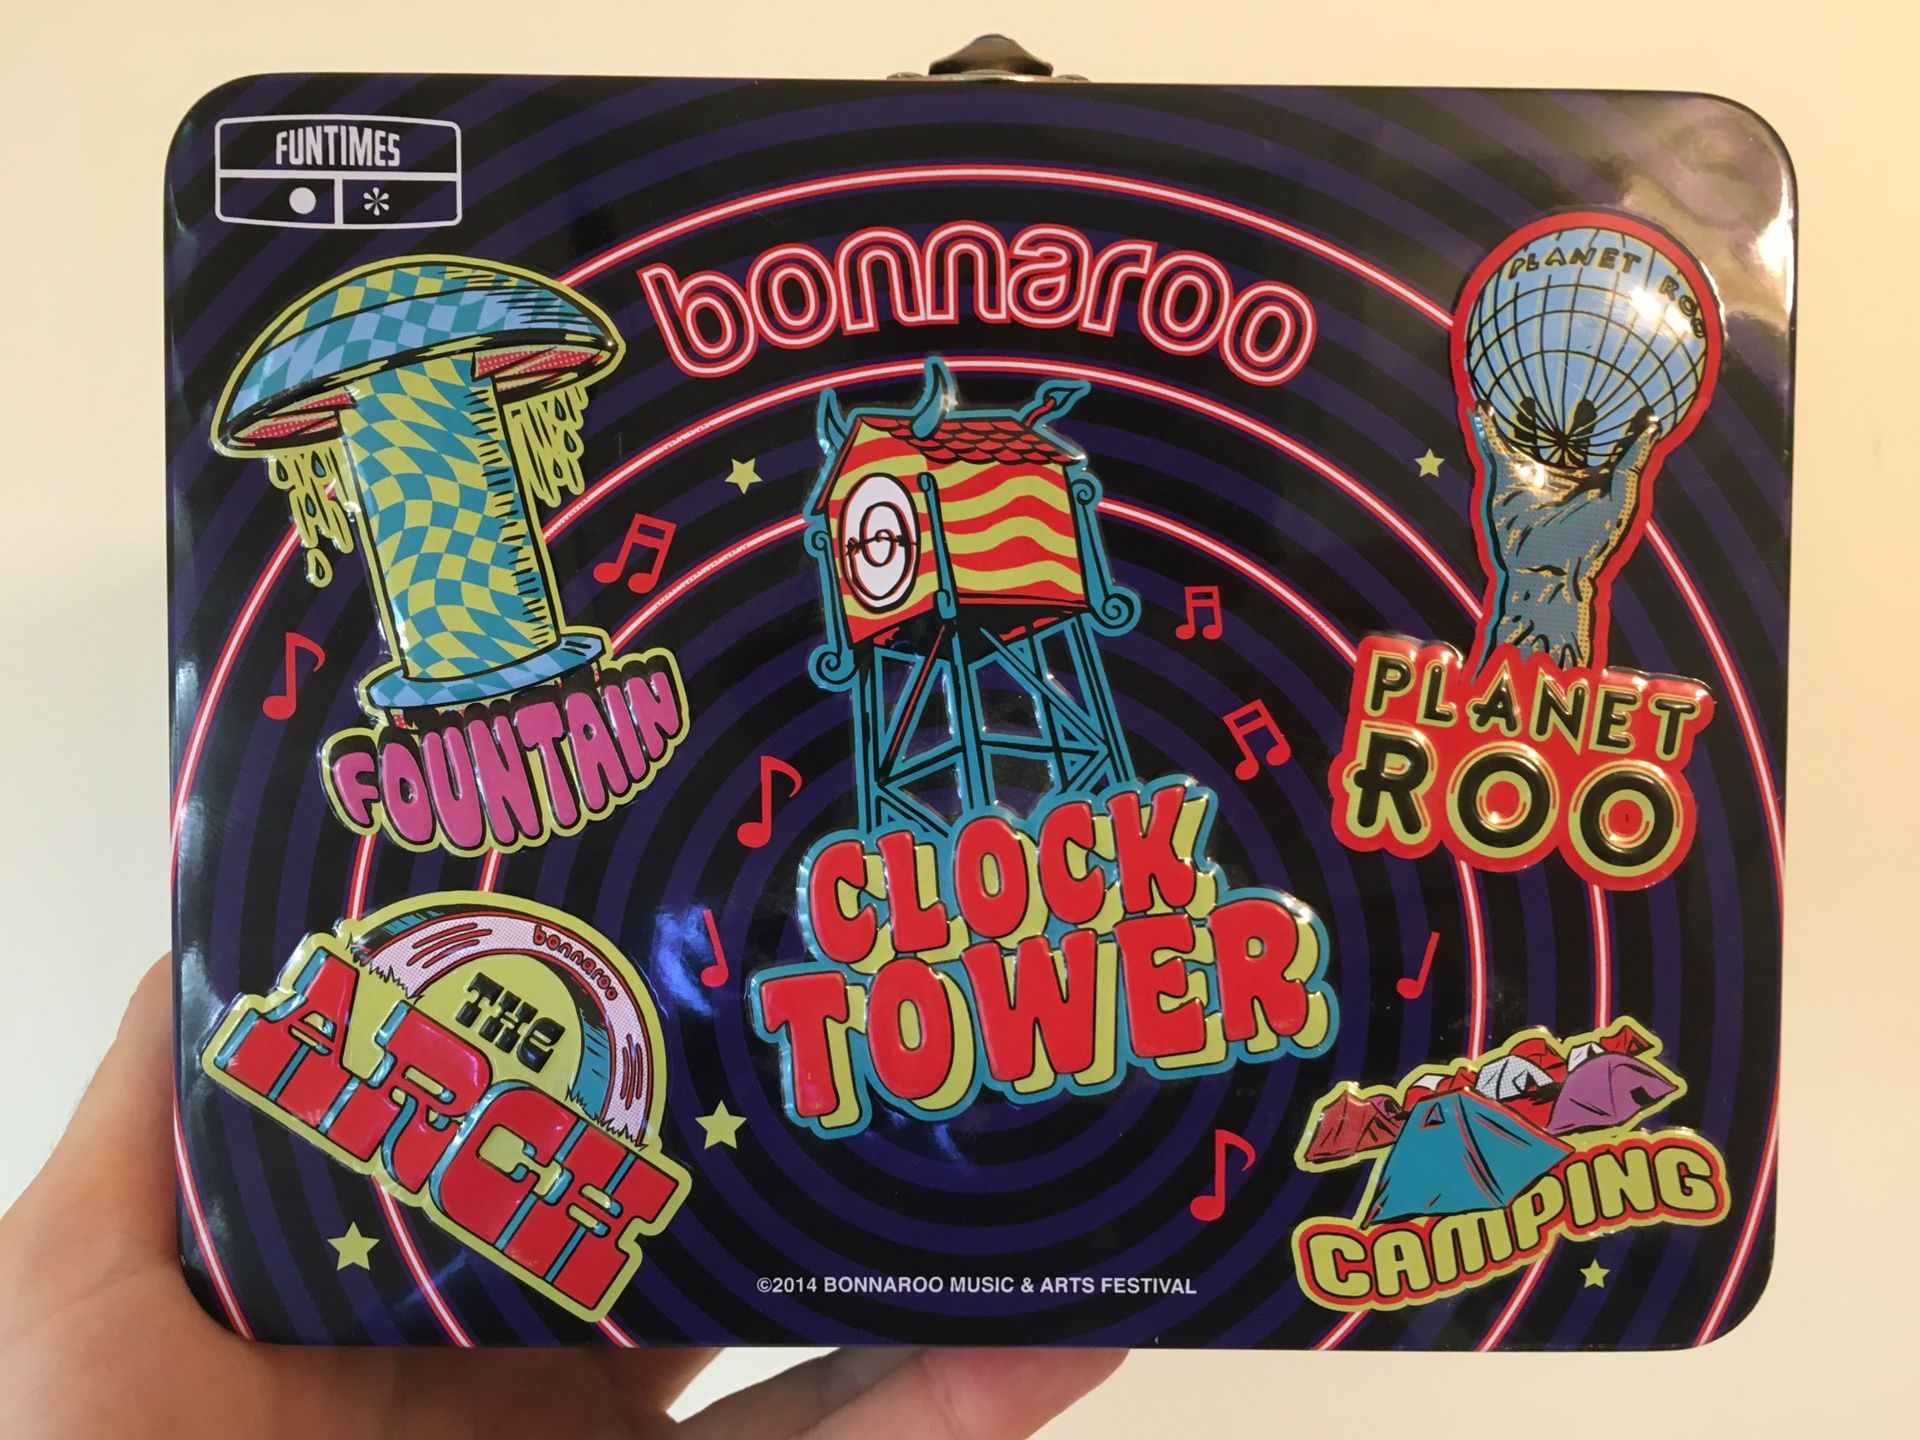 FUNTIMES
*
bonnaroo
PLANET ROO
FOUNTAIN
PLANET
ROO
CLOCK
TOWER
bonnaroo
THE
ARCH
CAMPING
©2014 BONNAROO MUSIC & ARTS FESTIVAL